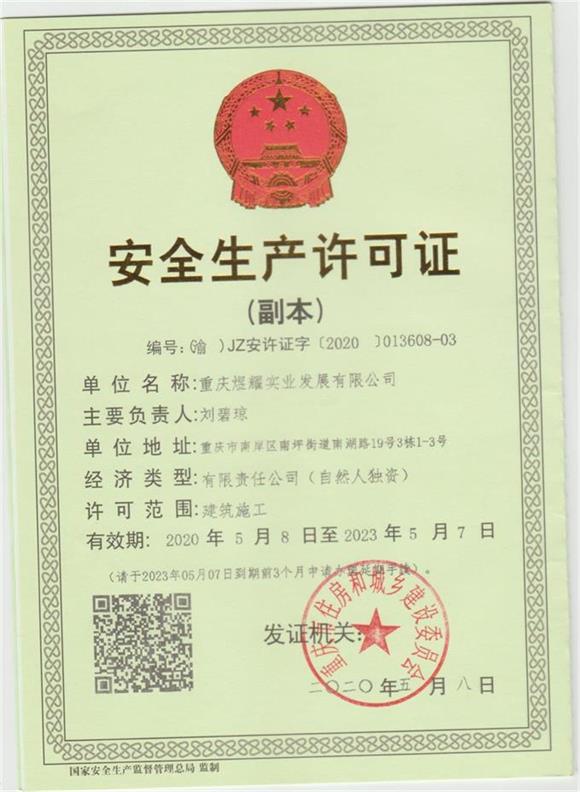 安全生产许可证
（副本）
编号：（渝）JZ安许证字〔2020〕013608-03
单位名称：重庆煜耀实业发展有限公司
主要负责人：刘碧琼
单位地址：重庆市南岸区南坪街道南湖路19号3栋1-3号
经济类型：有限责任公司（自然人独资）
许可范围：建筑施工
有效期：2020年5月8日至2023年5月7日
（请于2023年05月07日到期前3个月申请办理延期手续）。
发证机关：
重庆市住房和城乡建设委员会
二〇二〇年五月八日
国家安全生产监督管理总局 监制